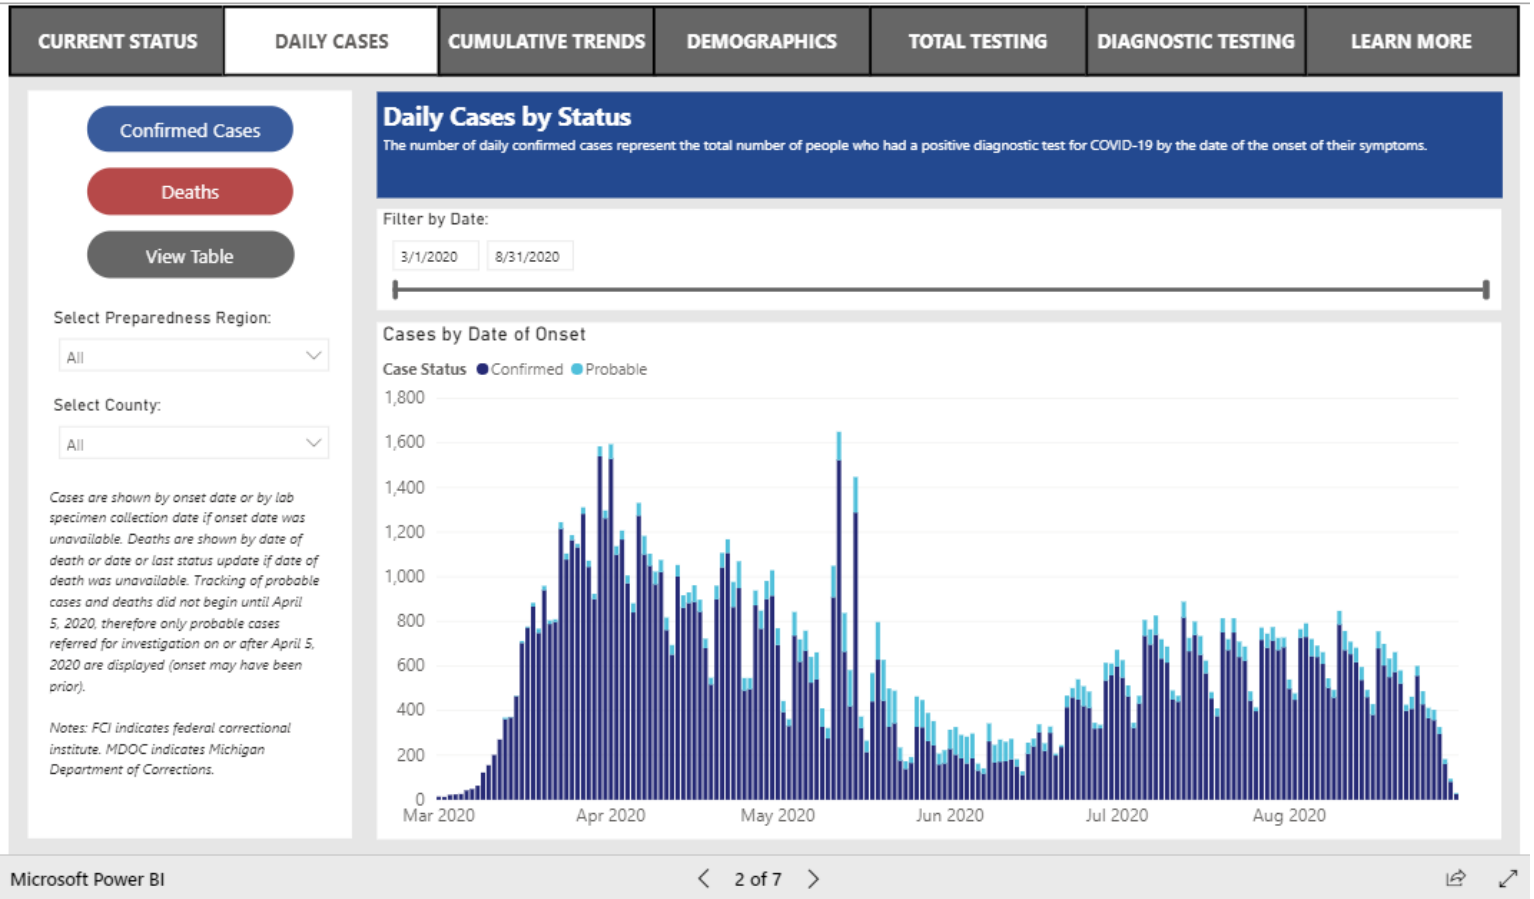 CURRENT STATUS
DAILY CASES
CUMULATIVE TRENDS
DEMOGRAPHICS
TOTAL TESTING
DIAGNOSTIC TESTING
LEARN MORE
Confirmed Cases
Deaths
View Table
Select Preparedness Region:
All
Select County:
All
Cases are shown by onset date or by lab
specimen collection date if onset date was
unavailable. Deaths are shown by date of
death or date or last status update if date of
death was unavailable. Tracking of probable
cases and deaths did not begin until April
5, 2020, therefore only probable cases
referred for investigation on or after April 5,
2020 are displayed (onset may have been
prior).
Notes: FCI indicates federal correctional
institute. MDOC indicates Michigan
Department of Corrections.
Daily Cases by Status
The number of daily confirmed cases represent the total number of people who had a positive diagnostic test for COVID-19 by the date of the onset of their symptoms.
Filter by Date:
3/1/2020 8/31/2020
Cases by Date of Onset
Case Status Confirmed Probable
1,800
1,600
1,400
1,200
1,000
800
600
400
200
0
Mar 2020 Apr 2020 May 2020 Jun 2020 Jul 2020 Aug 2020
Microsoft Power BI
2 of 7